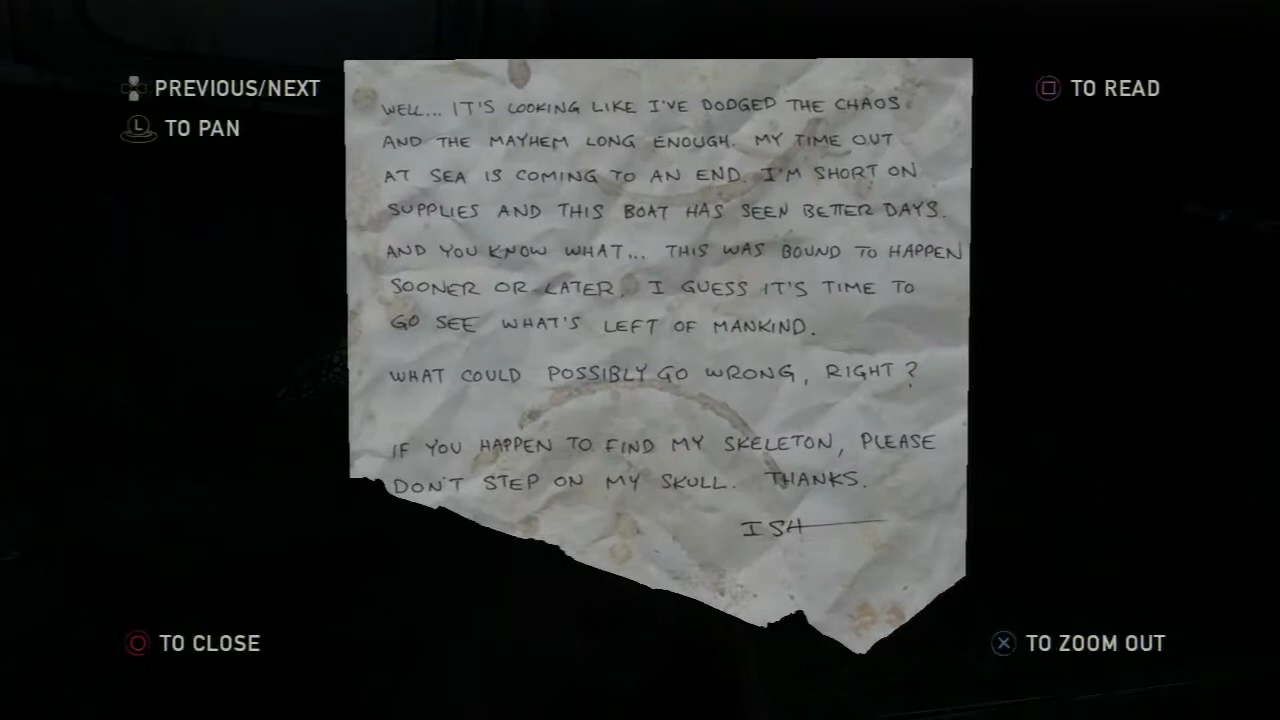 PREVIOUS/NEXT
TO PAN
TO READ
WELL... IT'S LOOKING LIKE I'VE DODGED THE CHAOS
AND THE MAYHEM LONG ENOUGH. MY TIME OUT
AT SEA IS COMING TO AN END. I'M SHORT ON
SUPPLIES AND THIS BOAT HAS SEEN BETTER DAYS.
AND YOU KNOW WHAT... THIS WAS BOUND TO HAPPEN
SOONER OR LATER. I GUESS IT'S TIME TO
GO SEE WHAT'S LEFT OF MANKIND.
WHAT COULD POSSIBLY GO WRONG, RIGHT?
IF YOU HAPPEN TO FIND MY SKELETON, PLEASE
DON'T STEP ON MY SKULL. THANKS.
ISH
TO CLOSE
TO ZOOM OUT